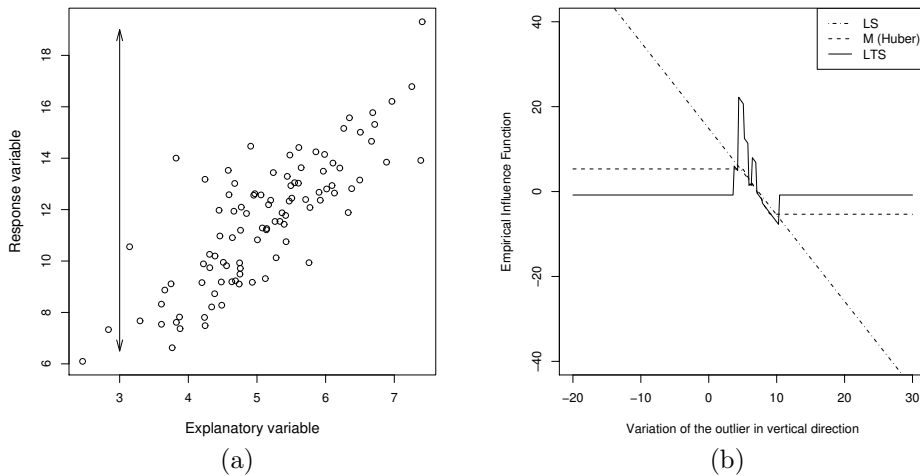 6
8
10
12
14
16
18
Response variable
3
4
5
6
7
Explanatory variable
(a)
LS
M (Huber)
LTS
40
20
0
−20
−40
Empirical Influence Function
−20
−10
0
10
20
30
Variation of the outlier in vertical direction
(b)